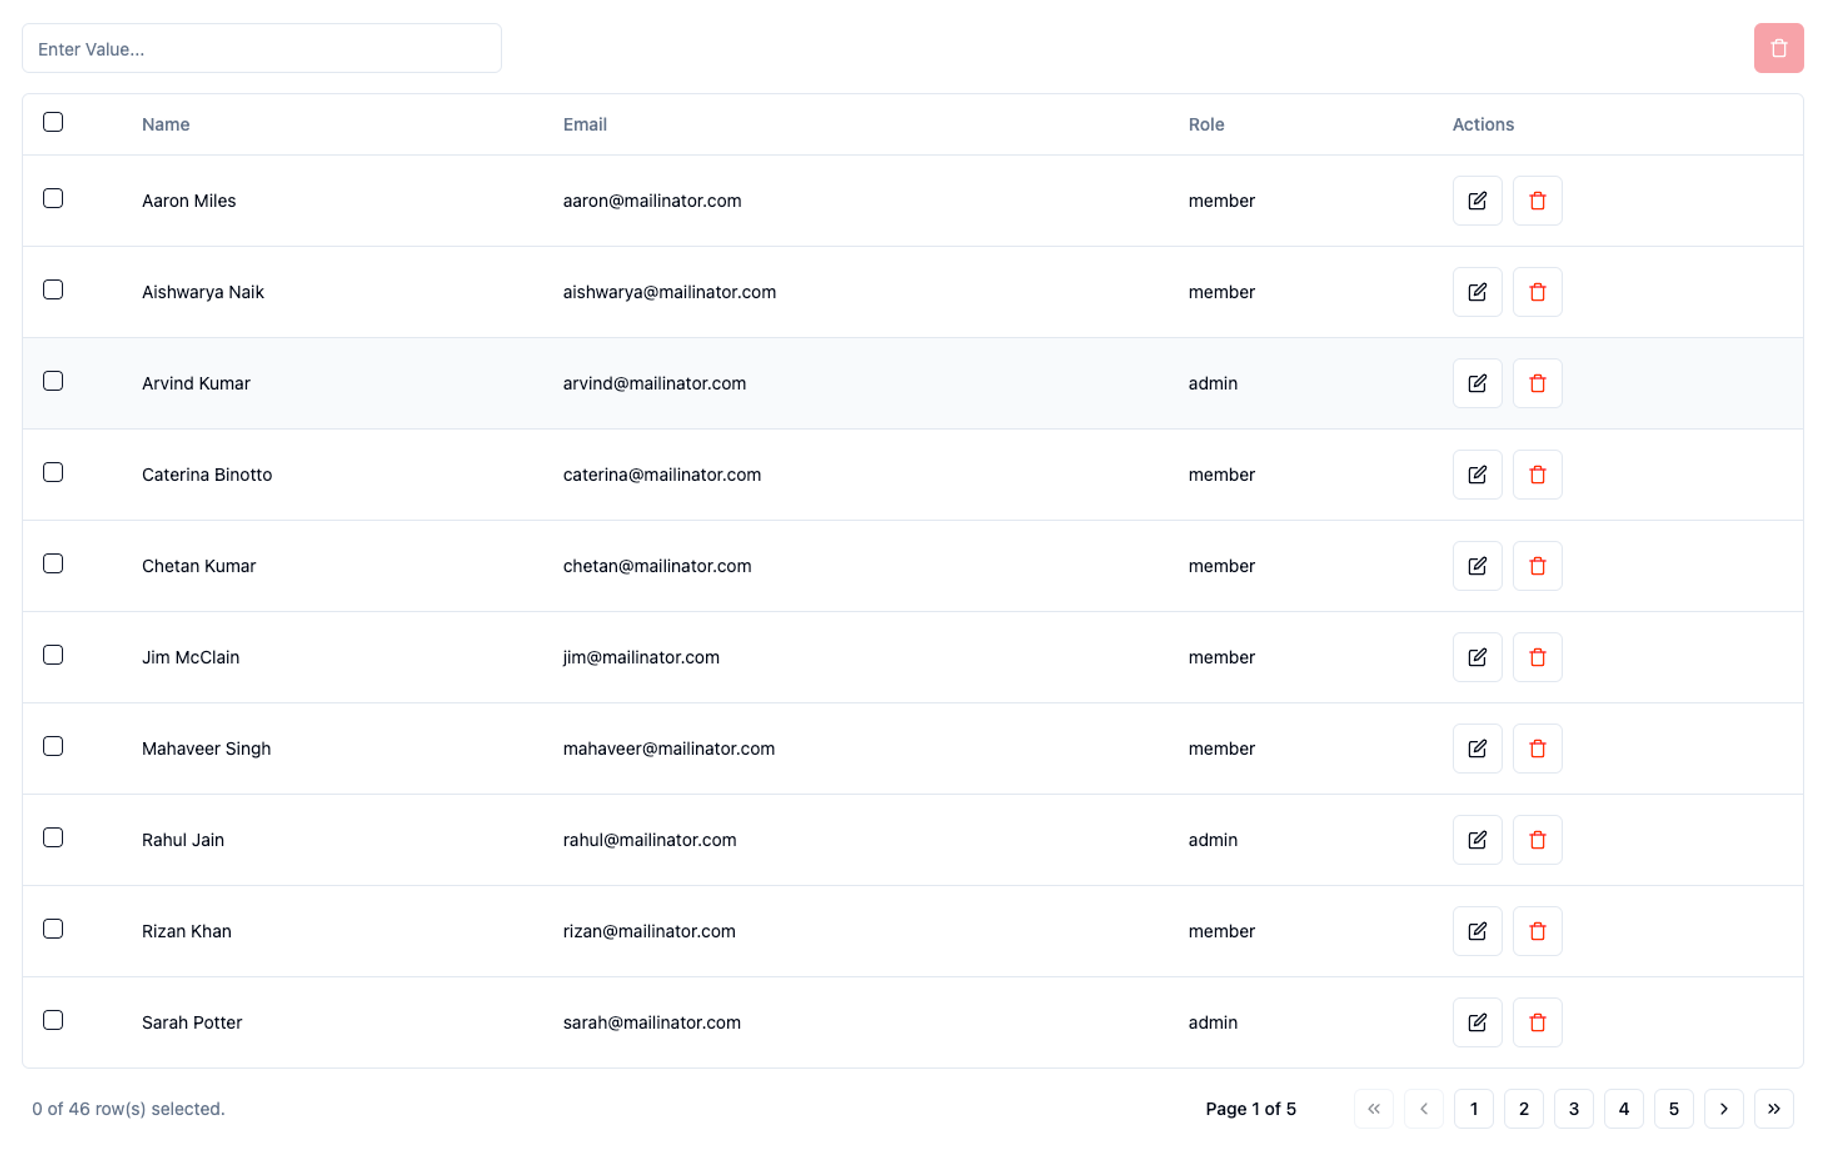 Enter Value...
Name Email Role Actions
Aaron Miles aaron@mailinator.com member
Aishwarya Naik aishwarya@mailinator.com member
Arvind Kumar arvind@mailinator.com admin
Caterina Binotto caterina@mailinator.com member
Chetan Kumar chetan@mailinator.com member
Jim McClain jim@mailinator.com member
Mahaveer Singh mahaveer@mailinator.com member
Rahul Jain rahul@mailinator.com admin
Rizan Khan rizan@mailinator.com member
Sarah Potter sarah@mailinator.com admin
0 of 46 row(s) selected. Page 1 of 5 « ‹ 1 2 3 4 5 › »